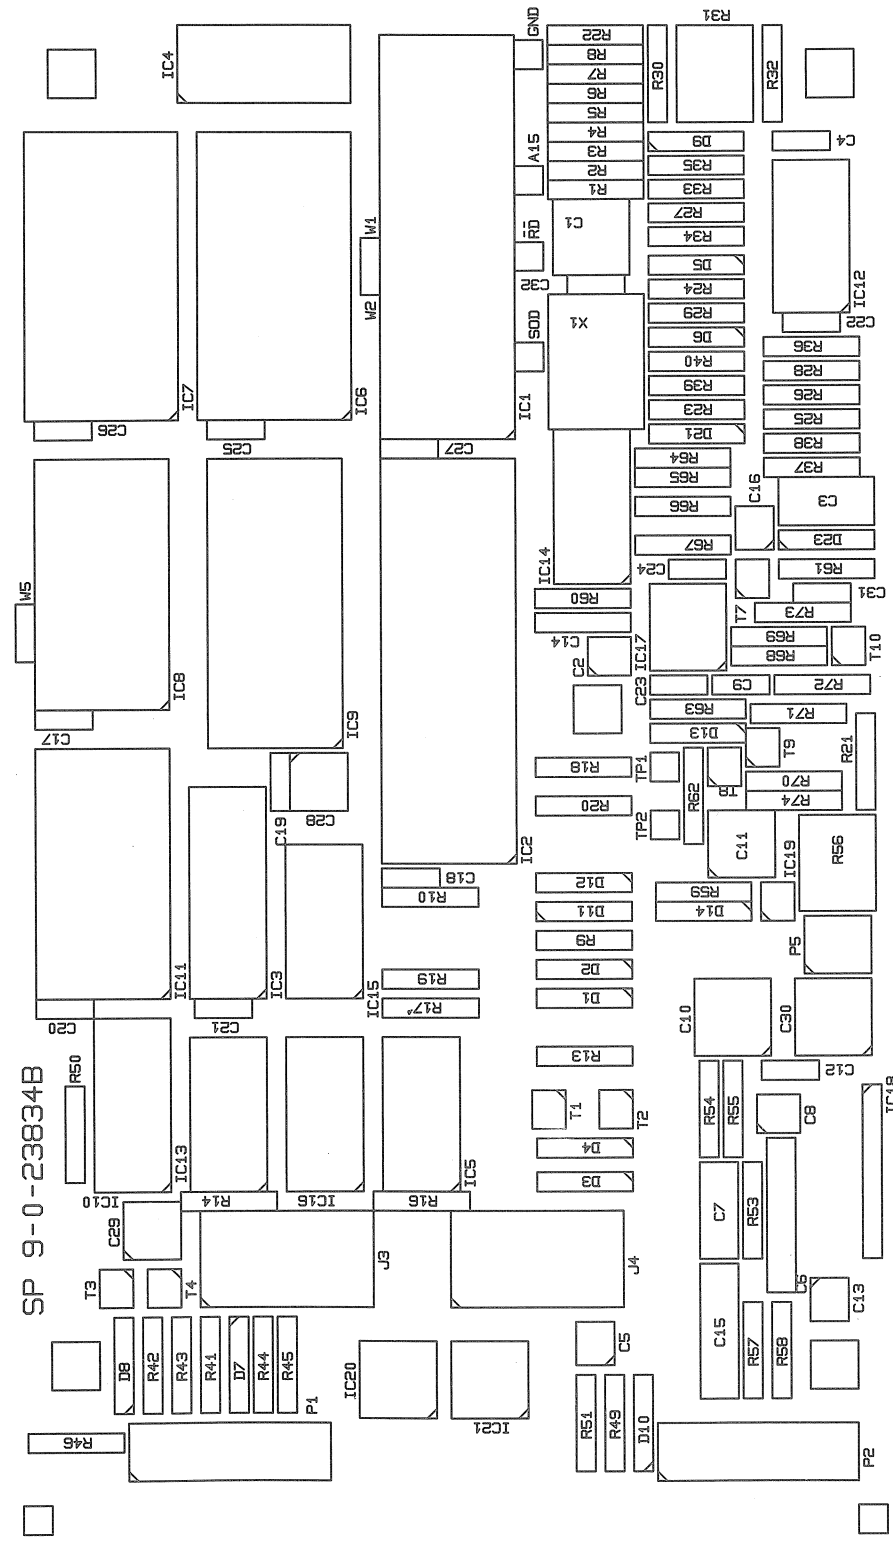 GND
R31
IC4
R22
R8
R7
R6
R5
R4
R3
R2
R1
R30
R32
A15
D9
C4
R35
R33
R27
R34
W1
C1
R̅D̅
D5
C32
R24
IC12
W2
SOD
X1
R29
C22
D6
R36
R40
R28
R39
R26
IC7
IC6
IC1
R23
R25
D21
R38
C26
C25
C27
R64
R37
R65
C16
C3
R66
D23
R67
W5
IC14
C24
R61
T7
C31
R60
R73
C14
R69
R68
T10
C2
IC17
IC8
C23
C9
R72
C17
IC9
R63
R71
D13
T9
R21
R18
TP1
T8
R70
R74
C19
C28
R20
TP2
R62
C11
IC19
R56
IC2
C18
D12
R59
R10
D11
D14
R9
P5
IC11
IC3
IC15
R19
D2
R17
D1
C10
C30
C20
C21
R50
R13
C12
IC18
SP 9-0-23834B
T1
T2
R54
R55
C8
D4
IC13
IC5
D3
IC10
R14
IC16
R16
C7
R53
C29
J3
J4
T3
T4
C6
C13
D8
R42
R43
R41
D7
R44
R45
P1
IC20
C5
C15
R57
R58
IC21
R51
R49
D10
R46
P2